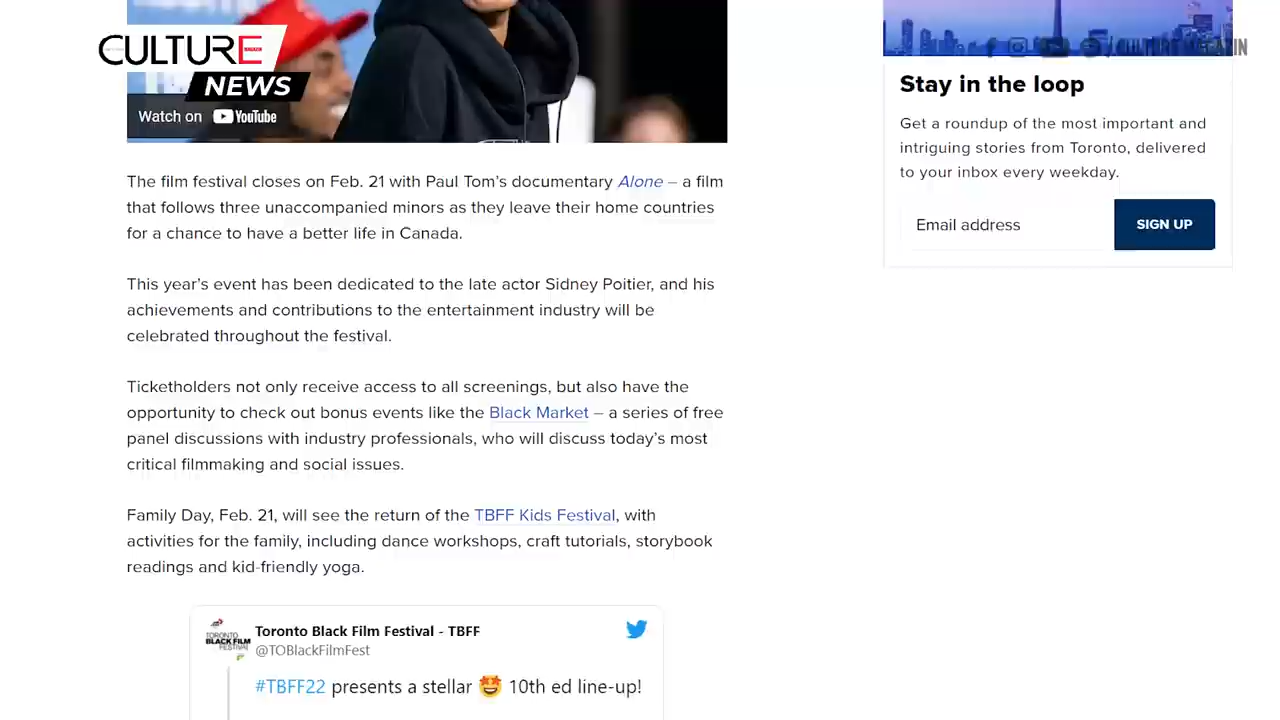 CULTURE
NEWS
Watch on YouTube
The film festival closes on Feb. 21 with Paul Tom’s documentary Alone – a film
that follows three unaccompanied minors as they leave their home countries
for a chance to have a better life in Canada.
This year’s event has been dedicated to the late actor Sidney Poitier, and his
achievements and contributions to the entertainment industry will be
celebrated throughout the festival.
Ticketholders not only receive access to all screenings, but also have the
opportunity to check out bonus events like the Black Market – a series of free
panel discussions with industry professionals, who will discuss today’s most
critical filmmaking and social issues.
Family Day, Feb. 21, will see the return of the TBFF Kids Festival, with
activities for the family, including dance workshops, craft tutorials, storybook
readings and kid-friendly yoga.
TORONTO
BLACK FILM
FESTIVAL
Toronto Black Film Festival - TBFF
@TOBlackFilmFest
#TBFF22 presents a stellar 🤩 10th ed line-up!
Stay in the loop
Get a roundup of the most important and
intriguing stories from Toronto, delivered
to your inbox every weekday.
Email address
SIGN UP